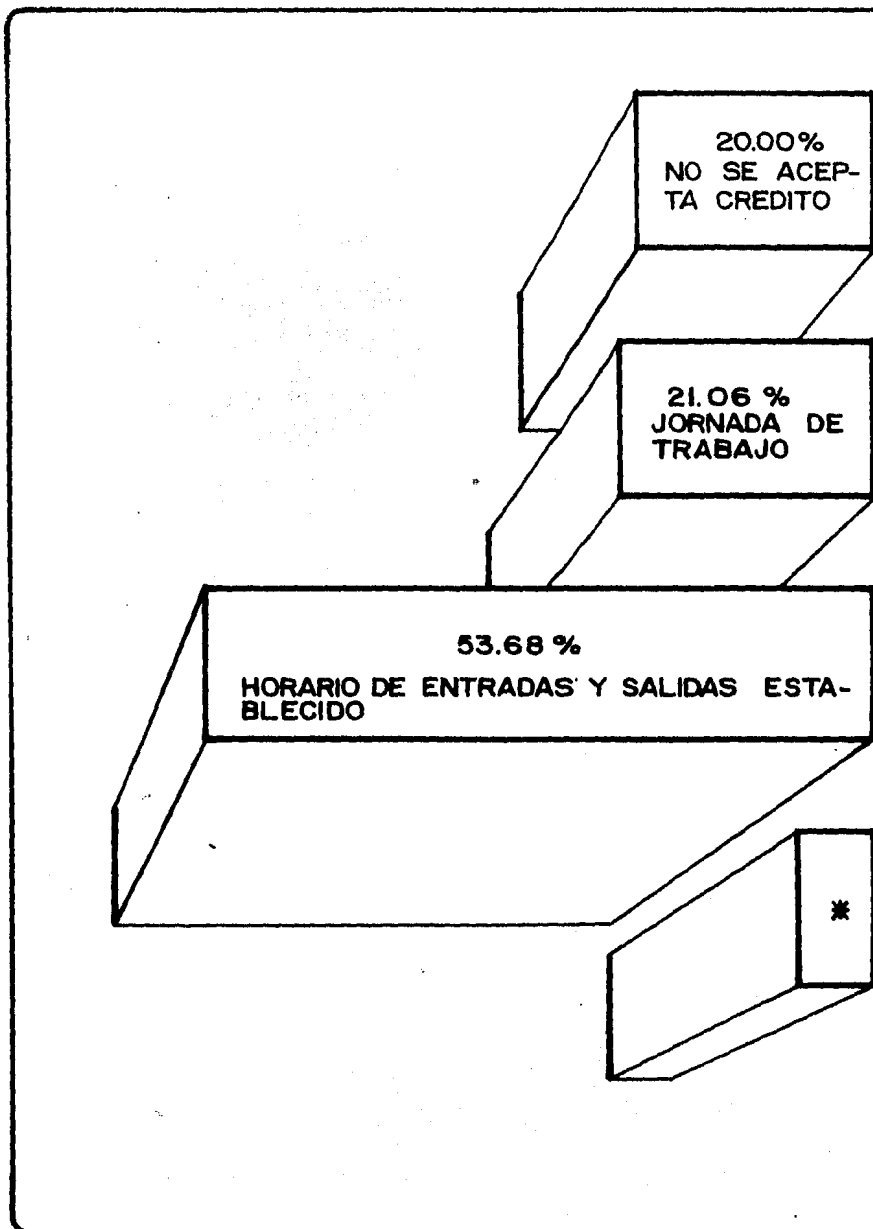 20.00%
NO SE ACEP-
TA CREDITO
21.06 %
JORNADA DE
TRABAJO
53.68 %
HORARIO DE ENTRADAS Y SALIDAS ESTA-
BLECIDO
*